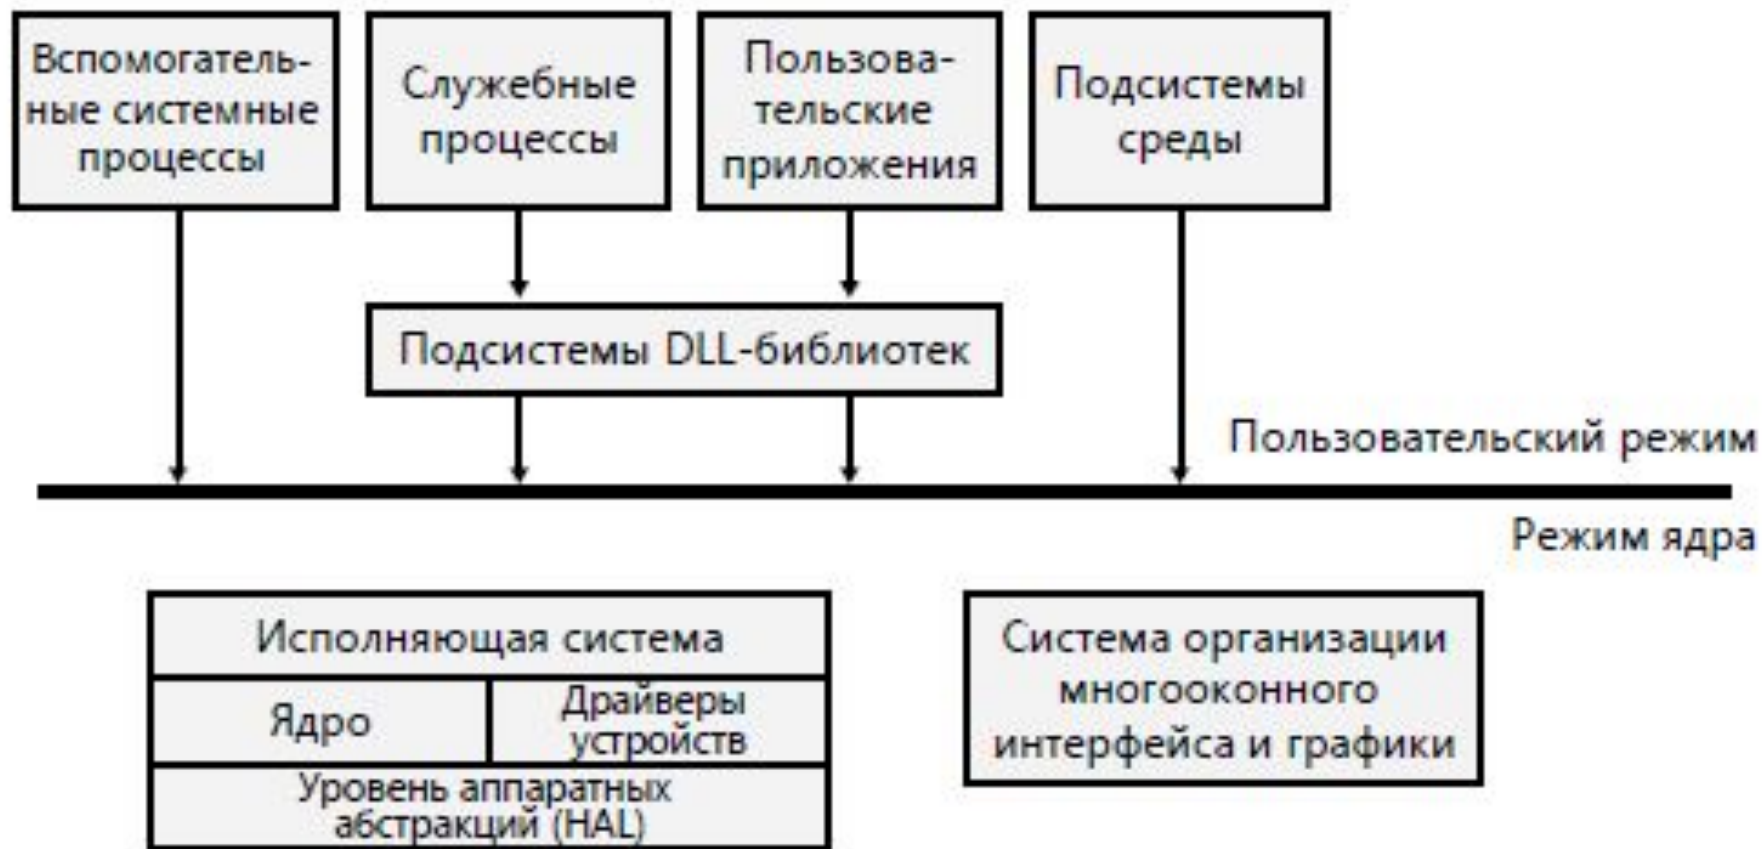 Вспомогатель-
ные системные
процессы
Служебные
процессы
Пользова-
тельские
приложения
Подсистемы
среды
Подсистемы DLL-библиотек
Пользовательский режим
Режим ядра
Исполняющая система
Ядро
Драйверы
устройств
Уровень аппаратных
абстракций (HAL)
Система организации
многооконного
интерфейса и графики